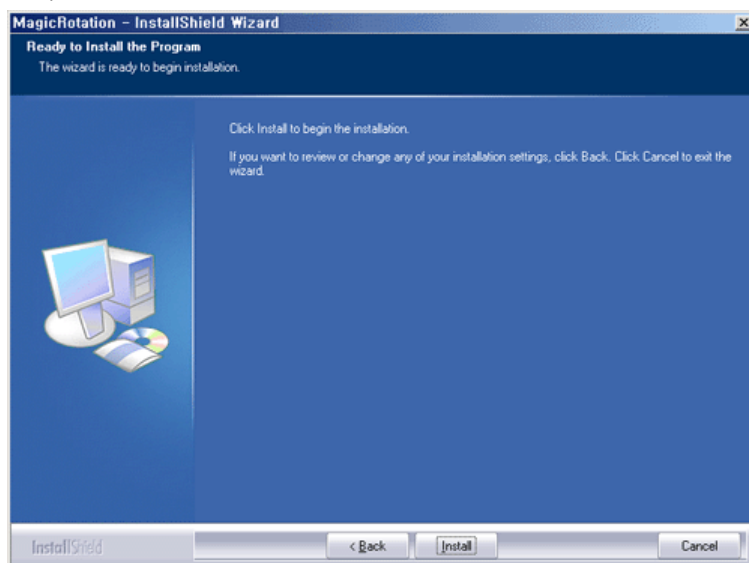 MagicRotation – InstallShield Wizard
Ready to Install the Program
The wizard is ready to begin installation.
Click Install to begin the installation.
If you want to review or change any of your installation settings, click Back. Click Cancel to exit the
wizard.
InstallShield
< Back Install Cancel